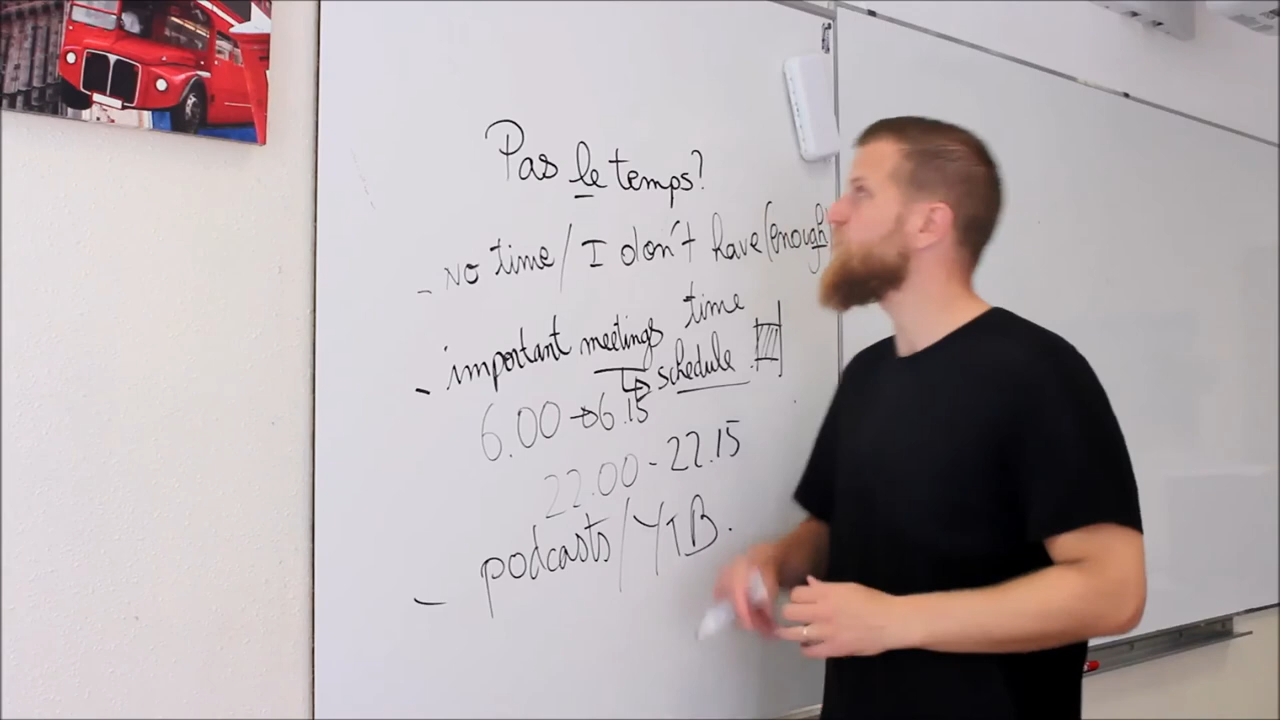 Pas le temps?
- No time / I don't have (enough)
time
- important meetings
↳ schedule
6.00 → 6.15
22.00 - 22.15
- podcasts / YTB.